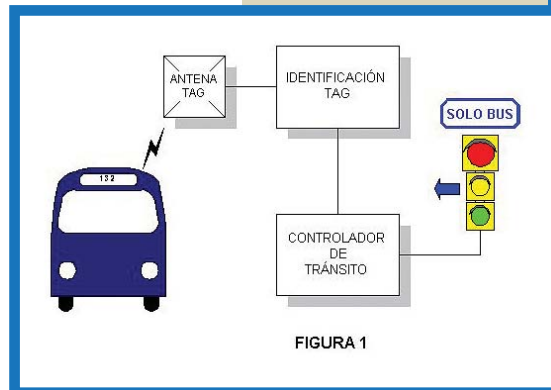 ANTENA
TAG
IDENTIFICACIÓN
TAG
SOLO BUS
132
CONTROLADOR
DE
TRÁNSITO
FIGURA 1